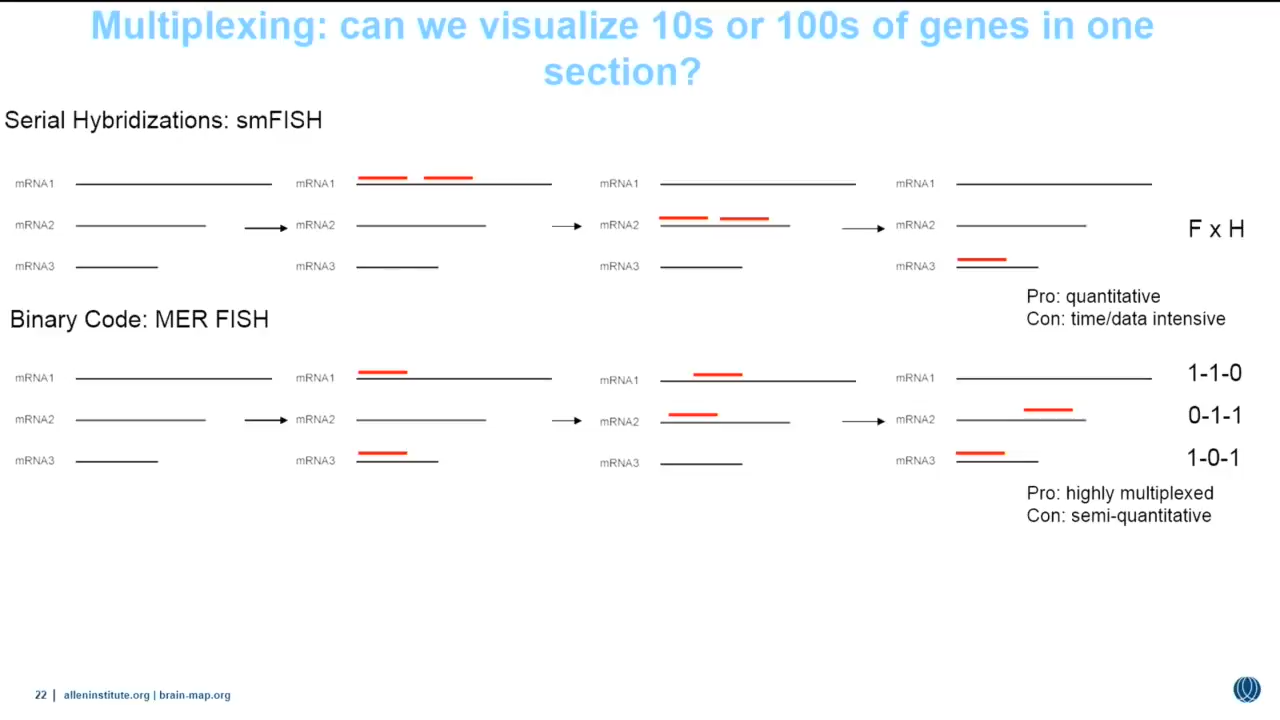 Multiplexing: can we visualize 10s or 100s of genes in one
section?
Serial Hybridizations: smFISH
mRNA1 mRNA1 mRNA1 mRNA1
mRNA2 mRNA2 mRNA2 mRNA2 F x H
mRNA3 mRNA3 mRNA3 mRNA3
Pro: quantitative
Con: time/data intensive
Binary Code: MER FISH
mRNA1 mRNA1 mRNA1 mRNA1 1-1-0
mRNA2 mRNA2 mRNA2 mRNA2 0-1-1
mRNA3 mRNA3 mRNA3 mRNA3 1-0-1
Pro: highly multiplexed
Con: semi-quantitative
22 | alleninstitute.org | brain-map.org